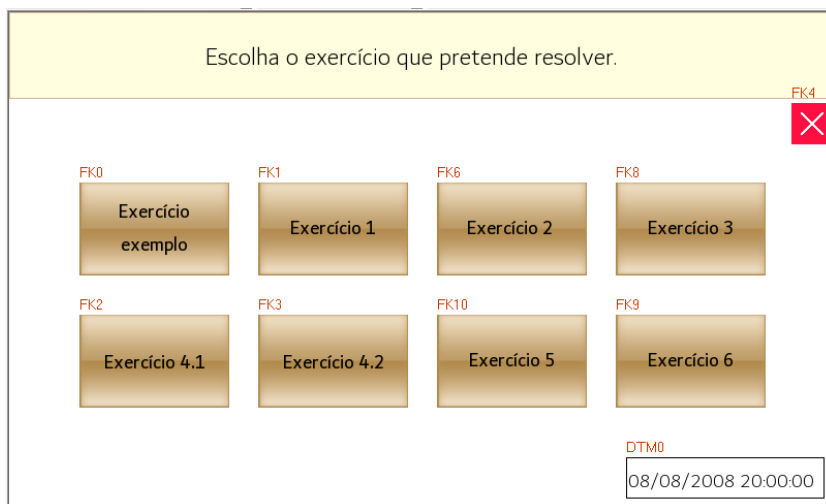 Escolha o exercício que pretende resolver.
FK4
FK0
FK1
FK6
FK8
Exercício
exemplo
Exercício 1
Exercício 2
Exercício 3
FK2
FK3
FK10
FK9
Exercício 4.1
Exercício 4.2
Exercício 5
Exercício 6
DTM0
08/08/2008 20:00:00